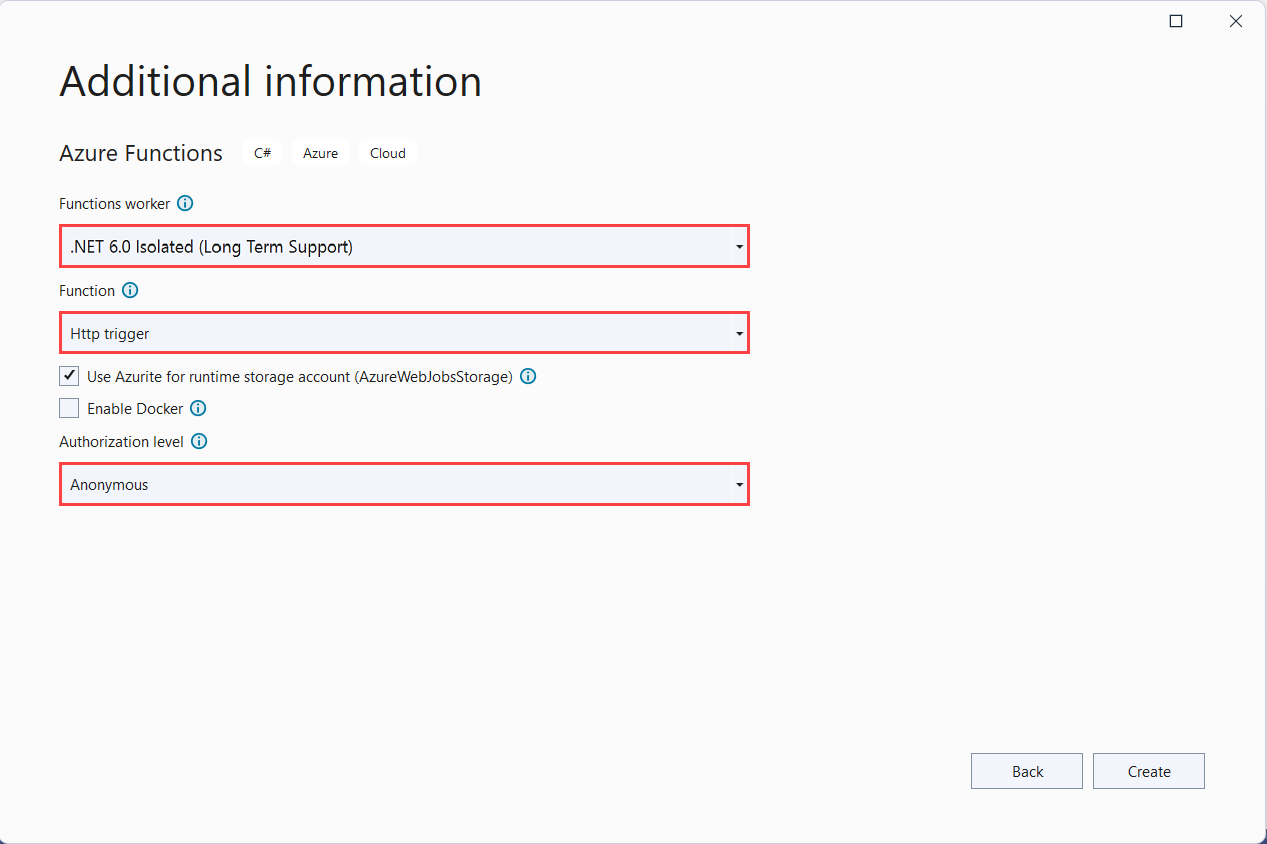 Additional information
Azure Functions C# Azure Cloud
Functions worker
.NET 6.0 Isolated (Long Term Support)
Function
Http trigger
Use Azurite for runtime storage account (AzureWebJobsStorage)
Enable Docker
Authorization level
Anonymous
Back Create